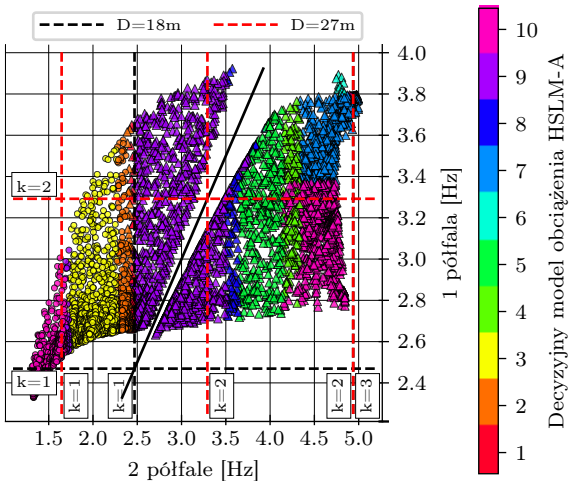 D=18m D=27m
4.0
3.8
3.6
3.4
3.2
3.0
2.8
2.6
2.4
1 półfala [Hz]
k=2
k=1
k=1
k=1
k=2
k=2
k=3
1.5 2.0 2.5 3.0 3.5 4.0 4.5 5.0
2 półfale [Hz]
10
9
8
7
6
5
4
3
2
1
Decyzyjny model obciążenia HSLM-A